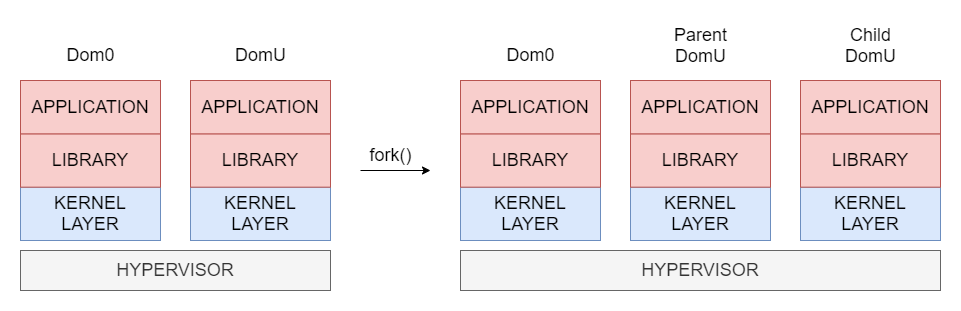 Dom0
DomU
APPLICATION
APPLICATION
LIBRARY
LIBRARY
KERNEL
LAYER
KERNEL
LAYER
HYPERVISOR
fork()
Dom0
Parent
DomU
Child
DomU
APPLICATION
APPLICATION
APPLICATION
LIBRARY
LIBRARY
LIBRARY
KERNEL
LAYER
KERNEL
LAYER
KERNEL
LAYER
HYPERVISOR